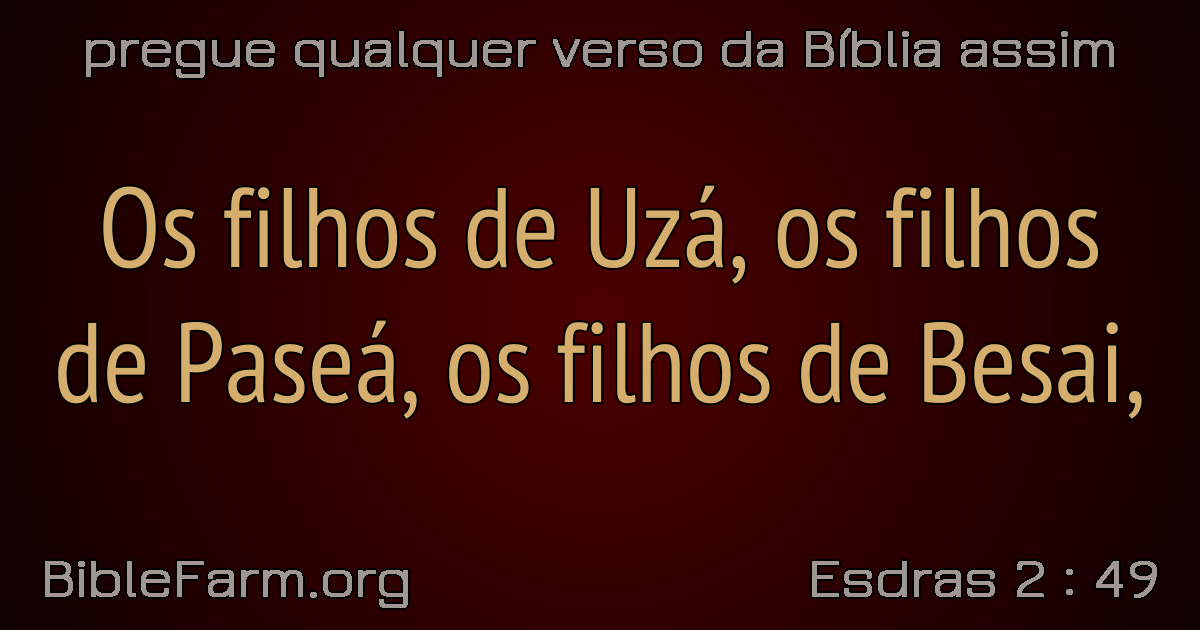 pregue qualquer verso da Bíblia assim
Os filhos de Uzá, os filhos
de Paseá, os filhos de Besai,
BibleFarm.org
Esdras 2 : 49